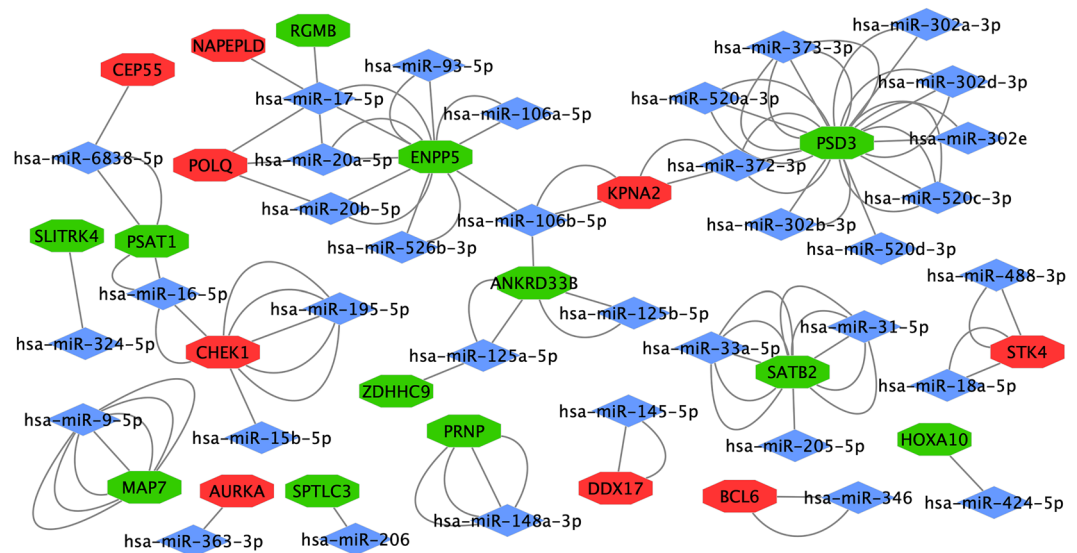 hsa-miR-302a-3p
RGMB
NAPEPLD
hsa-miR-373-3p
CEP55
hsa-miR-93-5p
hsa-miR-302d-3p
hsa-miR-17-5p
hsa-miR-520a-3p
hsa-miR-106a-5p
hsa-miR-302e
PSD3
hsa-miR-6838-5p
hsa-miR-20a-5p
ENPP5
POLQ
hsa-miR-372-3p
KPNA2
hsa-miR-520c-3p
hsa-miR-20b-5p
hsa-miR-106b-5p
hsa-miR-302b-3p
SLITRK4
PSAT1
hsa-miR-526b-3p
hsa-miR-520d-3p
hsa-miR-488-3p
ANKRD33B
hsa-miR-16-5p
hsa-miR-195-5p
hsa-miR-125b-5p
hsa-miR-31-5p
hsa-miR-324-5p
CHEK1
hsa-miR-125a-5p
hsa-miR-33a-5p
STK4
SATB2
hsa-miR-18a-5p
ZDHHC9
hsa-miR-145-5p
hsa-miR-9-5p
PRNP
hsa-miR-15b-5p
hsa-miR-205-5p
HOXA10
MAP7
AURKA
SPTLC3
DDX17
BCL6
hsa-miR-346
hsa-miR-424-5p
hsa-miR-148a-3p
hsa-miR-363-3p
hsa-miR-206